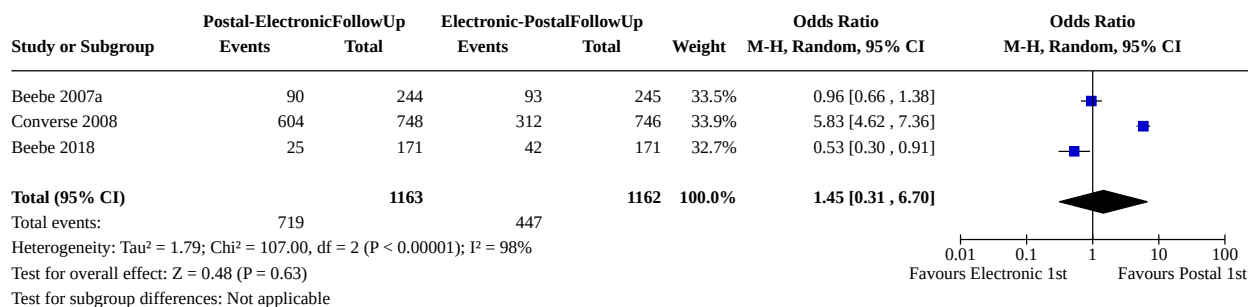 Postal-ElectronicFollowUp Electronic-PostalFollowUp Odds Ratio Odds Ratio
Study or Subgroup Events Total Events Total Weight M-H, Random, 95% CI M-H, Random, 95% CI
Beebe 2007a 90 244 93 245 33.5% 0.96 [0.66 , 1.38]
Converse 2008 604 748 312 746 33.9% 5.83 [4.62 , 7.36]
Beebe 2018 25 171 42 171 32.7% 0.53 [0.30 , 0.91]
Total (95% CI) 1163 1162 100.0% 1.45 [0.31 , 6.70]
Total events: 719 447
Heterogeneity: Tau² = 1.79; Chi² = 107.00, df = 2 (P < 0.00001); I² = 98%
0.01 0.1 1 10 100
Test for overall effect: Z = 0.48 (P = 0.63) Favours Electronic 1st Favours Postal 1st
Test for subgroup differences: Not applicable